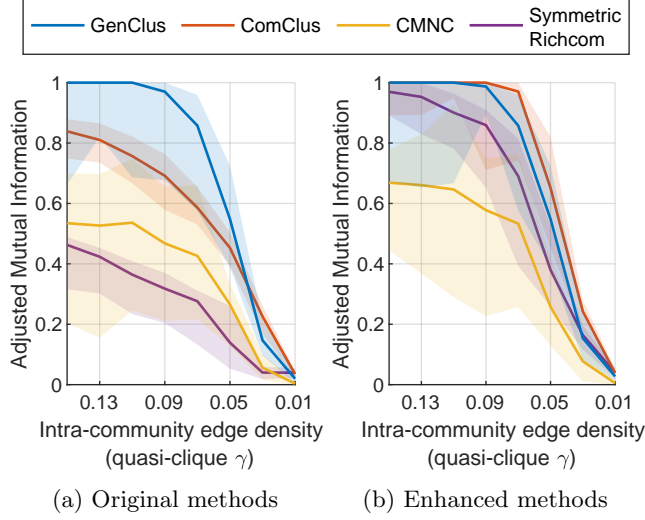 GenClus ComClus CMNC Symmetric Richcom
Adjusted Mutual Information
1
0.8
0.6
0.4
0.2
0
0.13 0.09 0.05 0.01
Intra-community edge density
(quasi-clique γ)
(a) Original methods
Adjusted Mutual Information
1
0.8
0.6
0.4
0.2
0
0.13 0.09 0.05 0.01
Intra-community edge density
(quasi-clique γ)
(b) Enhanced methods